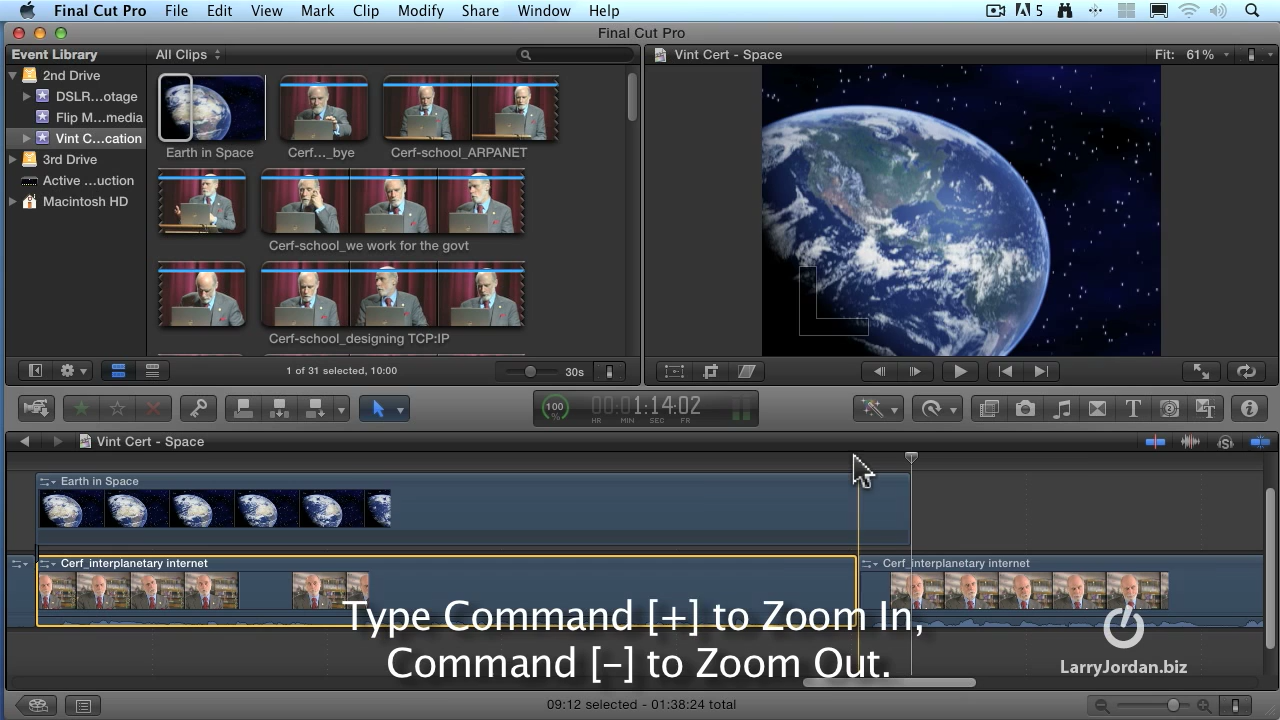 Final Cut Pro File Edit View Mark Clip Modify Share Window Help
5
Final Cut Pro
Event Library
All Clips
Vint Cert - Space
Fit: 61%
2nd Drive
DSLR...otage
Flip M...media
Vint C...cation
3rd Drive
Active ...uction
Macintosh HD
Earth in Space
Cerf..._bye
Cerf-school_ARPANET
Cerf-school_we work for the govt
Cerf-school_designing TCP:IP
1 of 31 selected, 10:00
30s
100
%
00:01:14:02
HR MIN SEC FR
Vint Cert - Space
Earth in Space
Cerf_interplanetary internet
Cerf_interplanetary internet
Type Command [+] to Zoom In,
Command [-] to Zoom Out.
LarryJordan.biz
09:12 selected - 01:38:24 total